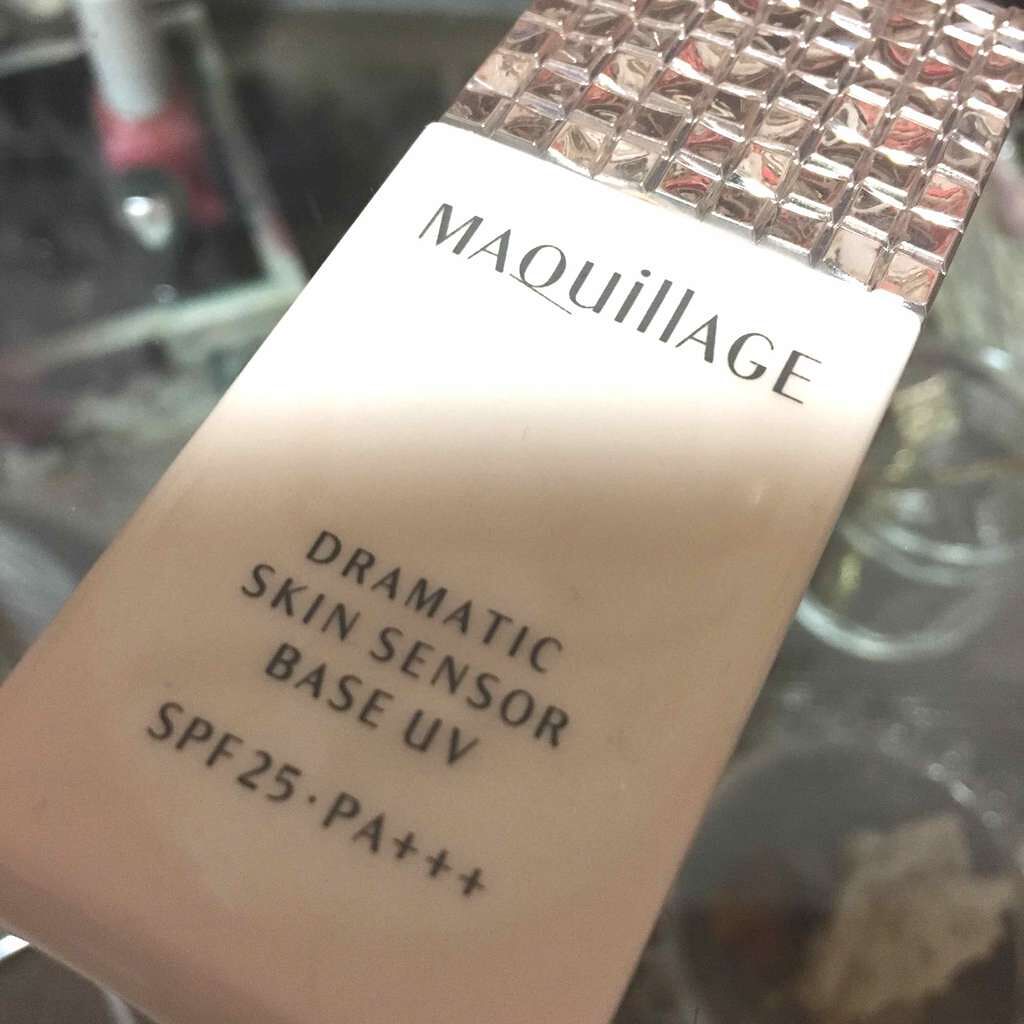 MAQuillAGE
DRAMATIC
SKIN SENSOR
BASE UV
SPF25·PA+++